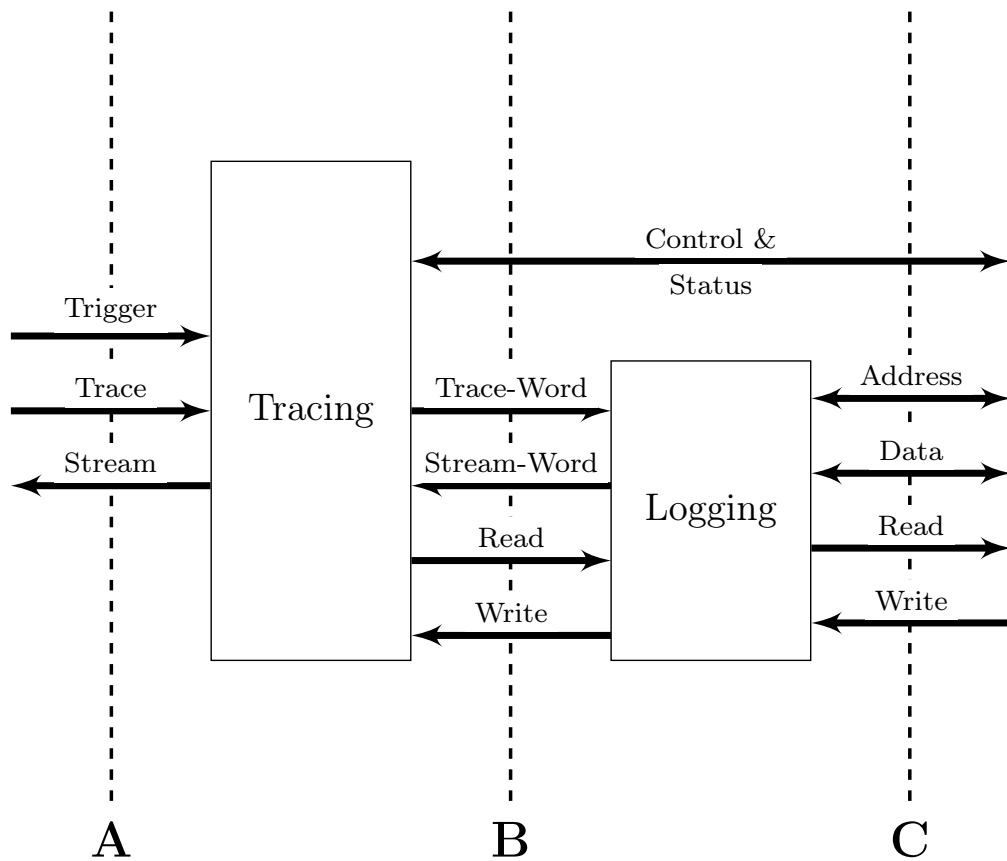 Control &
Status
Trigger
Trace
Stream
Tracing
Trace-Word
Stream-Word
Read
Write
Logging
Address
Data
Read
Write
A
B
C